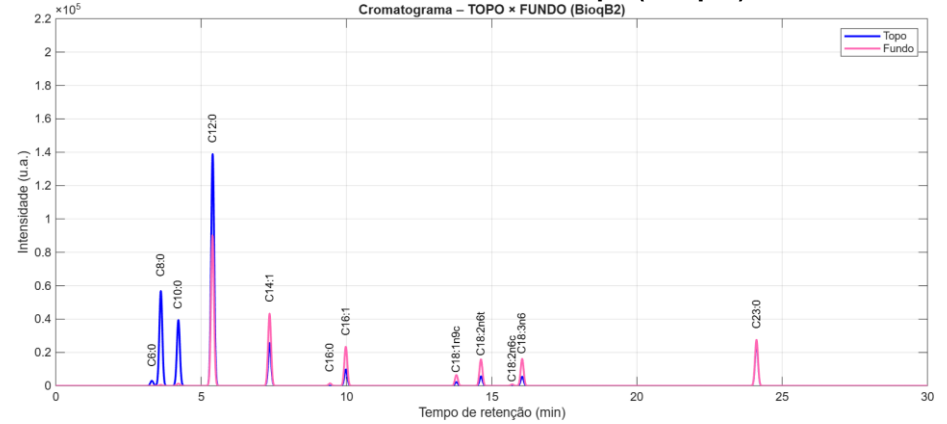 Cromatograma – TOPO × FUNDO (BioqB2)
×10⁵
2.2
2
1.8
1.6
1.4
1.2
1
0.8
0.6
0.4
0.2
0
Intensidade (u.a.)
C6:0
C8:0
C10:0
C12:0
C14:1
C16:0
C16:1
C18:1n9c
C18:2n6t
C18:2n6c
C18:3n6
C23:0
Topo
Fundo
0 5 10 15 20 25 30
Tempo de retenção (min)